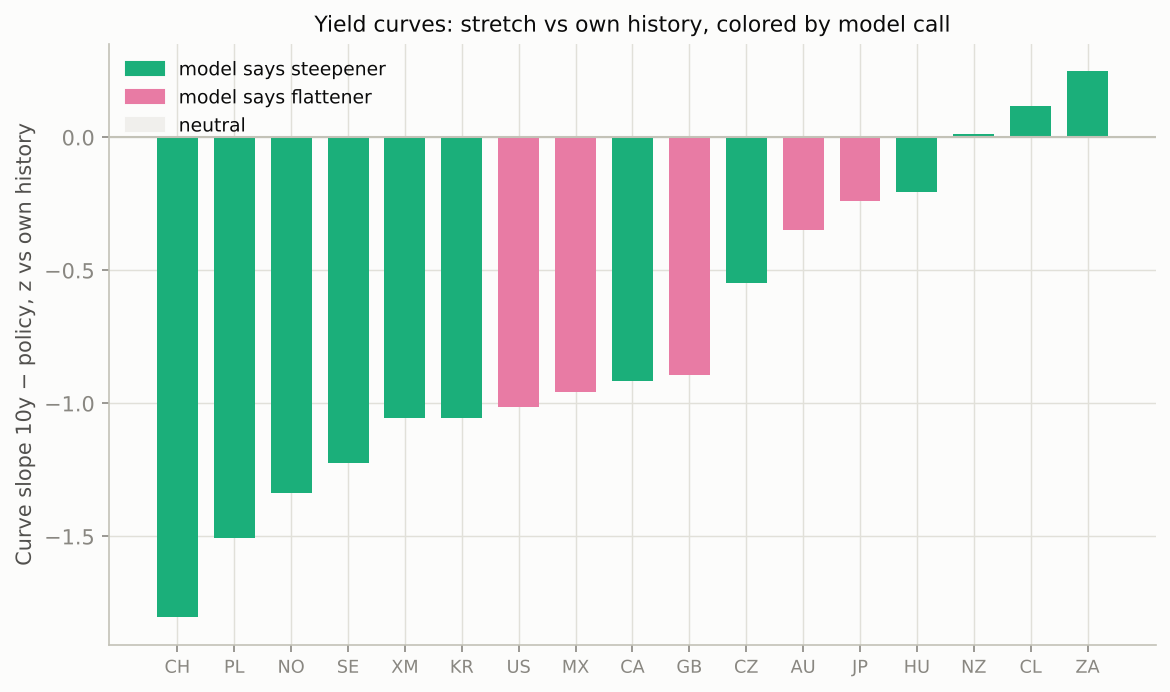 Yield curves: stretch vs own history, colored by model call
model says steepener
model says flattener
neutral
Curve slope 10y − policy, z vs own history
0.0
−0.5
−1.0
−1.5
CH PL NO SE XM KR US MX CA GB CZ AU JP HU NZ CL ZA